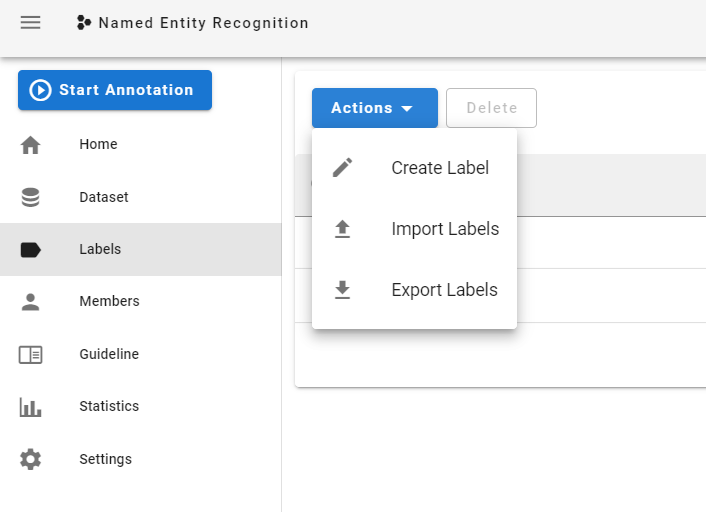 Named Entity Recognition
Start Annotation
Home
Dataset
Labels
Members
Guideline
Statistics
Settings
Actions
Delete
Create Label
Import Labels
Export Labels